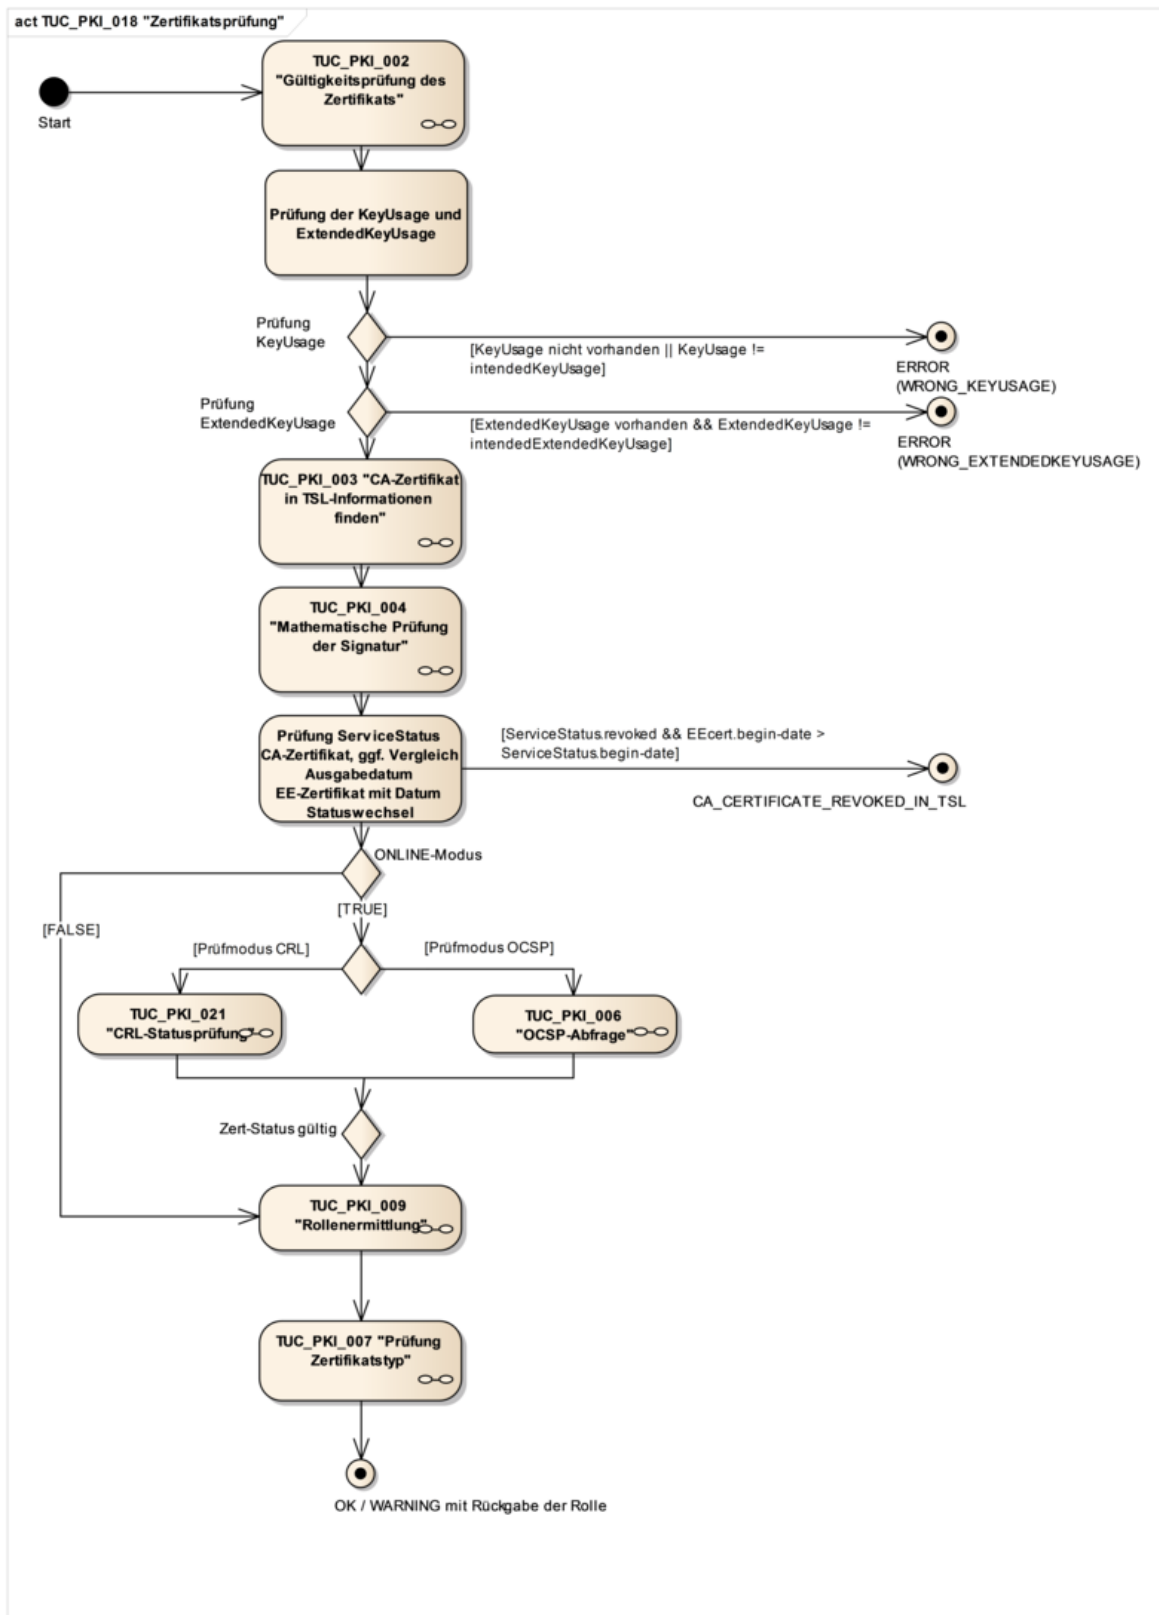 act TUC_PKI_018 "Zertifikatsprüfung"
TUC_PKI_002
"Gültigkeitsprüfung des
Zertifikats"
Start
Prüfung der KeyUsage und
ExtendedKeyUsage
Prüfung
KeyUsage
[KeyUsage nicht vorhanden || KeyUsage !=
intendedKeyUsage]
ERROR
(WRONG_KEYUSAGE)
Prüfung
ExtendedKeyUsage
[ExtendedKeyUsage vorhanden && ExtendedKeyUsage !=
intendedExtendedKeyUsage]
ERROR
(WRONG_EXTENDEDKEYUSAGE)
TUC_PKI_003 "CA-Zertifikat
in TSL-Informationen
finden"
TUC_PKI_004
"Mathematische Prüfung
der Signatur"
Prüfung ServiceStatus
CA-Zertifikat, ggf. Vergleich
Ausgabedatum
EE-Zertifikat mit Datum
Statuswechsel
[ServiceStatus.revoked && EEcert.begin-date >
ServiceStatus.begin-date]
CA_CERTIFICATE_REVOKED_IN_TSL
ONLINE-Modus
[TRUE]
[FALSE]
[Prüfmodus CRL]
[Prüfmodus OCSP]
TUC_PKI_021
"CRL-Statusprüfung"
TUC_PKI_006
"OCSP-Abfrage"
Zert-Status gültig
TUC_PKI_009
"Rollenermittlung"
TUC_PKI_007 "Prüfung
Zertifikatstyp"
OK / WARNING mit Rückgabe der Rolle